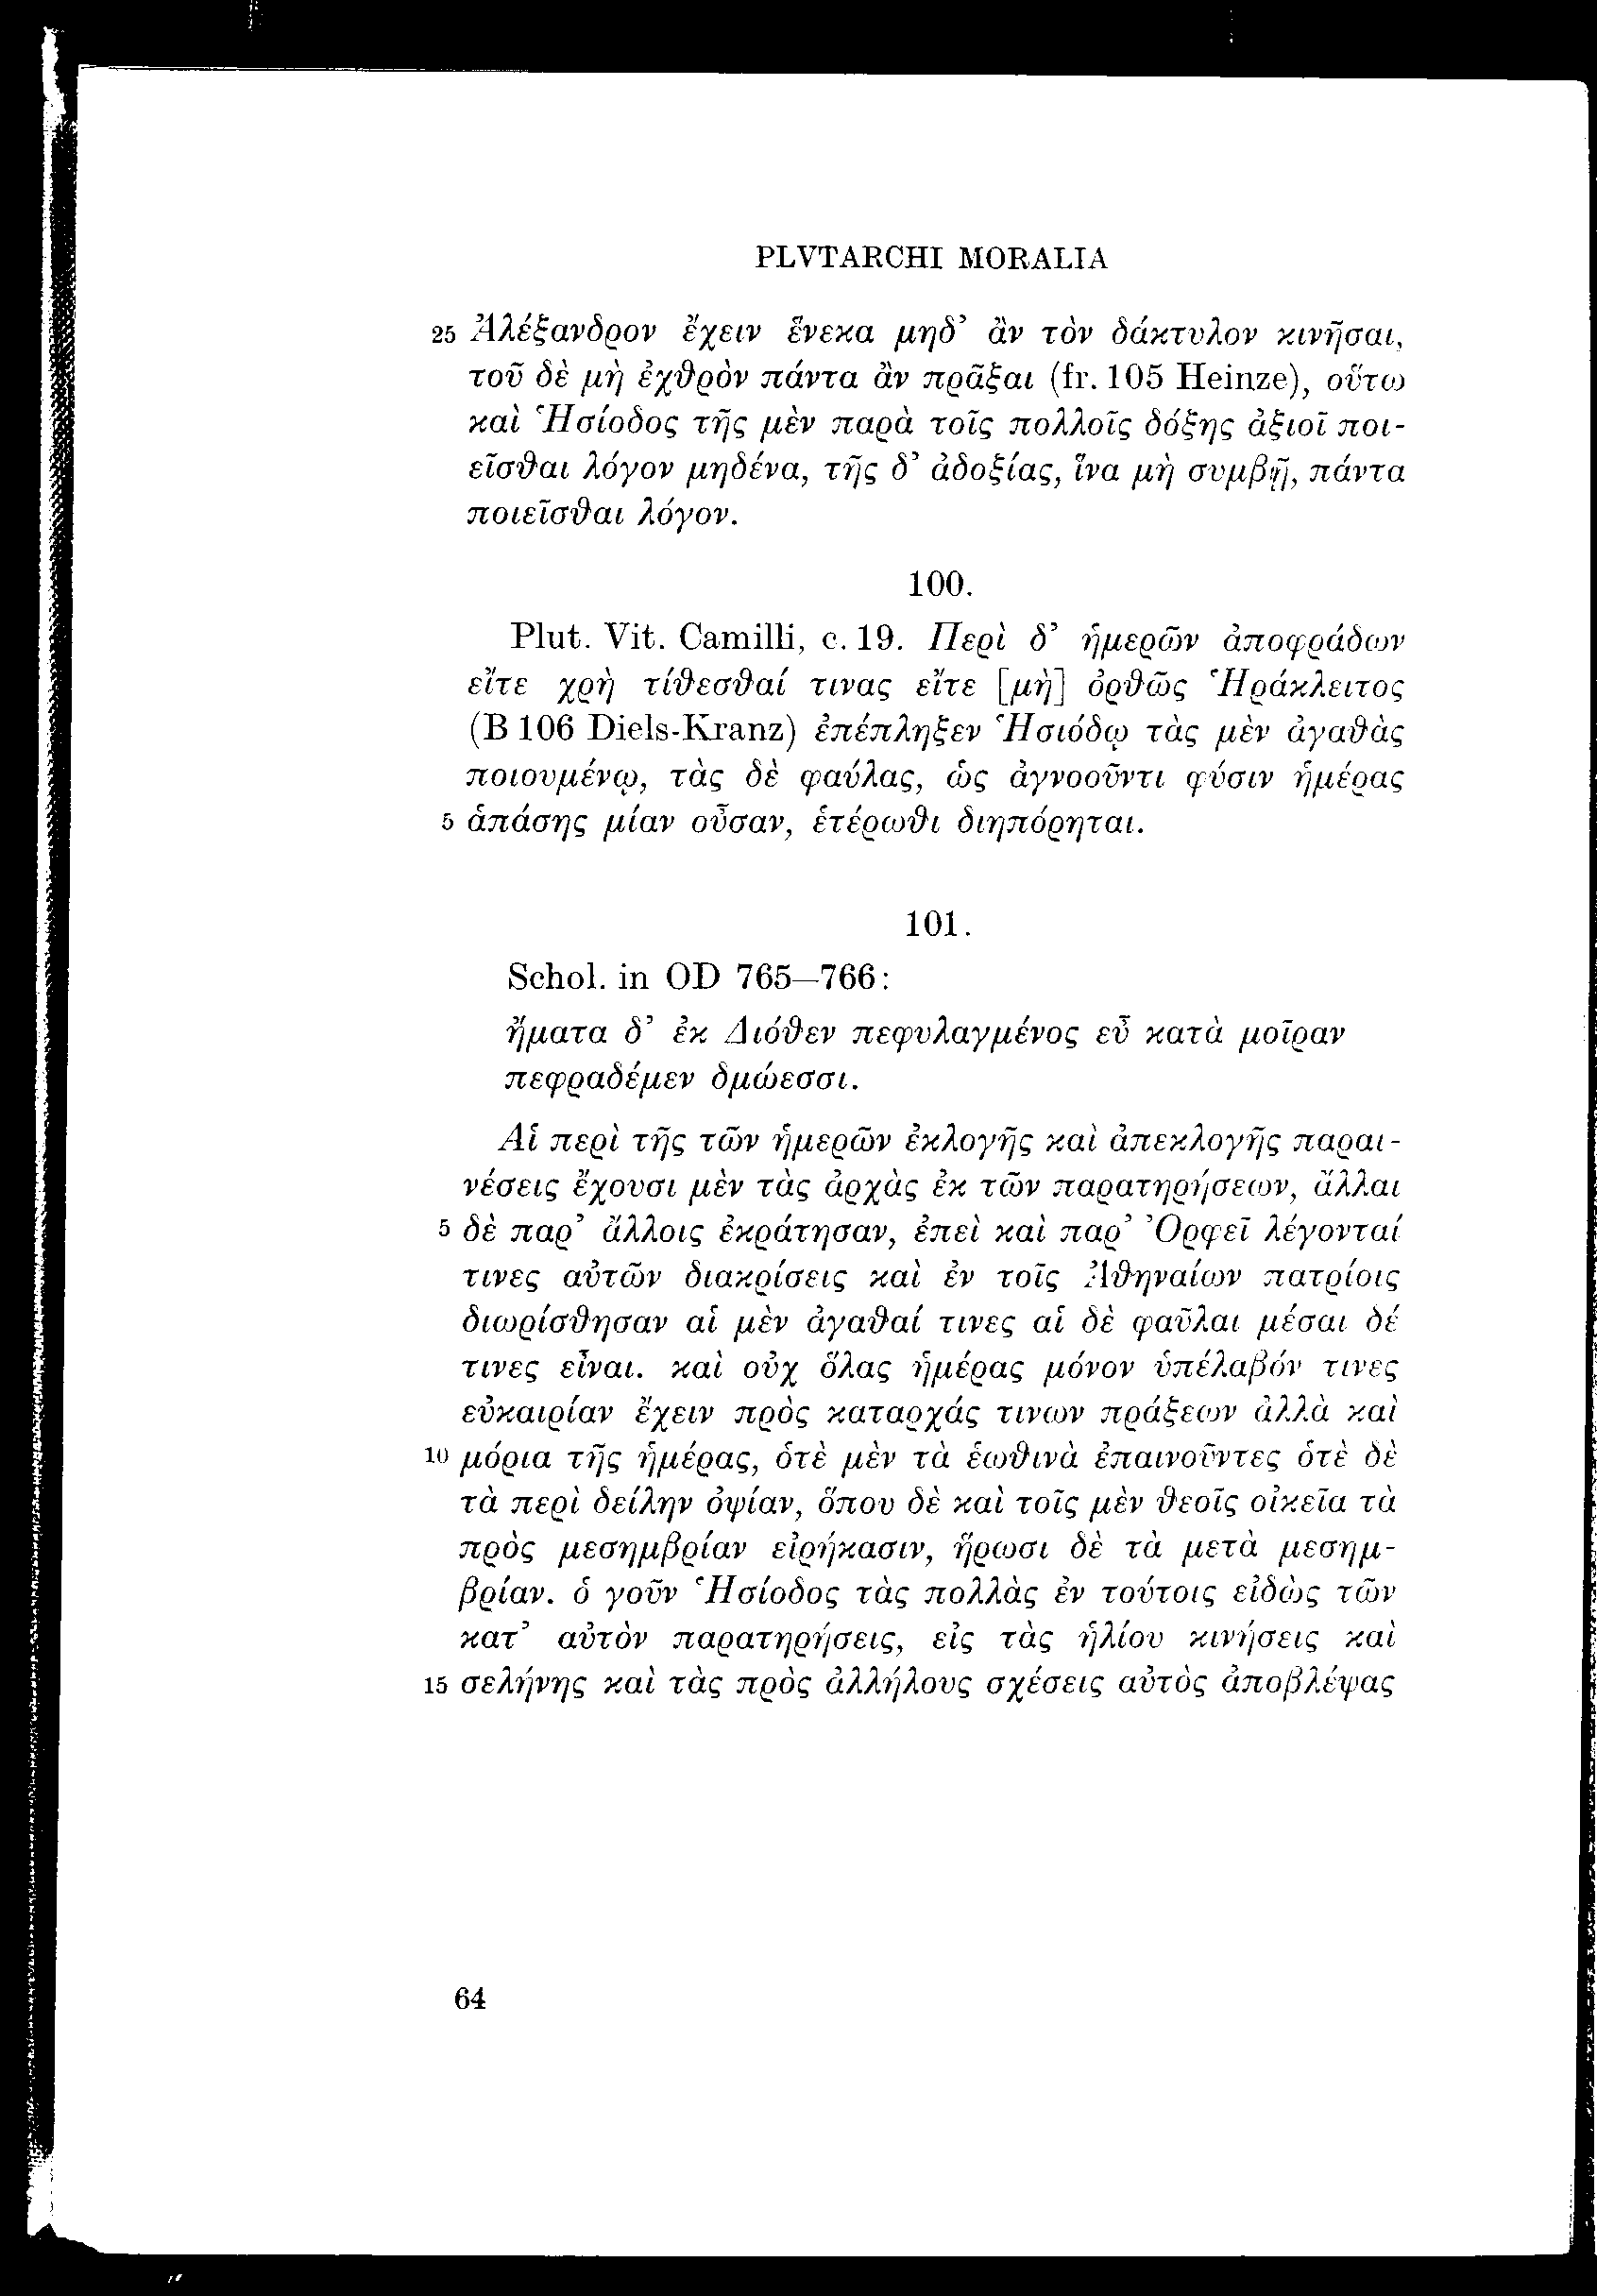 PLVTARCHI MORALIA
25 Ἀλέξανδρον ἔχειν ἕνεκα μηδ’ ἂν τὸν δάκτυλον κινῆσαι,
τοῦ δὲ μὴ ἐχθρὸν πάντα ἂν πρᾶξαι (fr. 105 Heinze), οὕτω
καὶ Ἡσίοδος τῆς μὲν παρὰ τοῖς πολλοῖς δόξης ἀξιοῖ ποι-
εῖσθαι λόγον μηδένα, τῆς δ’ ἀδοξίας, ἵνα μὴ συμβῇ, πάντα
ποιεῖσθαι λόγον.
100.
Plut. Vit. Camilli, c. 19. Περὶ δ’ ἡμερῶν ἀποφράδων
εἴτε χρὴ τίθεσθαί τινας εἴτε [μὴ] ὀρθῶς Ἡράκλειτος
(B 106 Diels-Kranz) ἐπέπληξεν Ἡσιόδῳ τὰς μὲν ἀγαθὰς
ποιουμένῳ, τὰς δὲ φαύλας, ὡς ἀγνοοῦντι φύσιν ἡμέρας
5 ἁπάσης μίαν οὖσαν, ἑτέρωθι διηπόρηται.
101.
Schol. in OD 765—766:
ἤματα δ’ ἐκ Διόθεν πεφυλαγμένος εὖ κατὰ μοῖραν
πεφραδέμεν δμώεσσι.
Αἱ περὶ τῆς τῶν ἡμερῶν ἐκλογῆς καὶ ἀπεκλογῆς παραι-
νέσεις ἔχουσι μὲν τὰς ἀρχὰς ἐκ τῶν παρατηρήσεων, ἄλλαι
5 δὲ παρ’ ἄλλοις ἐκράτησαν, ἐπεὶ καὶ παρ’ Ὀρφεῖ λέγονταί
τινες αὐτῶν διακρίσεις καὶ ἐν τοῖς Ἀθηναίων πατρίοις
διωρίσθησαν αἱ μὲν ἀγαθαί τινες αἱ δὲ φαῦλαι μέσαι δέ
τινες εἶναι. καὶ οὐχ ὅλας ἡμέρας μόνον ὑπέλαβόν τινες
εὐκαιρίαν ἔχειν πρὸς καταρχάς τινων πράξεων ἀλλὰ καὶ
10 μόρια τῆς ἡμέρας, ὁτὲ μὲν τὰ ἑωθινὰ ἐπαινοῦντες ὁτὲ δὲ
τὰ περὶ δείλην ὀψίαν, ὅπου δὲ καὶ τοῖς μὲν θεοῖς οἰκεῖα τὰ
πρὸς μεσημβρίαν εἰρήκασιν, ἥρωσι δὲ τὰ μετὰ μεσημ-
βρίαν. ὁ γοῦν Ἡσίοδος τὰς πολλὰς ἐν τούτοις εἰδὼς τῶν
κατ’ αὐτὸν παρατηρήσεις, εἰς τὰς ἡλίου κινήσεις καὶ
15 σελήνης καὶ τὰς πρὸς ἀλλήλους σχέσεις αὐτὸς ἀποβλέψας
64